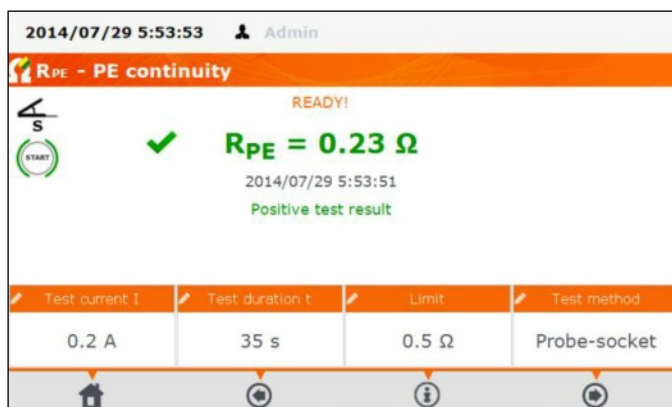 2014/07/29 5:53:53 Admin
RPE - PE continuity
READY!
S
START
RPE = 0.23 Ω
2014/07/29 5:53:51
Positive test result
Test current I Test duration t Limit Test method
0.2 A 35 s 0.5 Ω Probe-socket